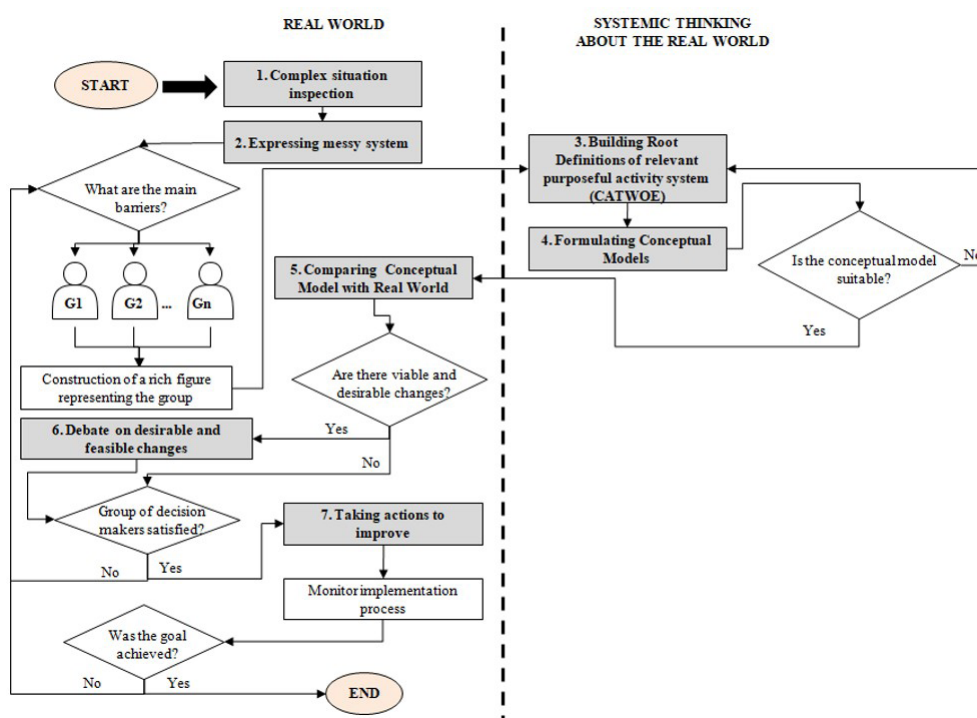 REAL WORLD
SYSTEMIC THINKING
ABOUT THE REAL WORLD
START
1. Complex situation
inspection
2. Expressing messy system
What are the main
barriers?
G1 G2 ... Gn
Construction of a rich figure
representing the group
3. Building Root
Definitions of relevant
purposeful activity system
(CATWOE)
4. Formulating Conceptual
Models
Is the conceptual model
suitable?
No
Yes
5. Comparing Conceptual
Model with Real World
Are there viable and
desirable changes?
Yes
No
6. Debate on desirable and
feasible changes
Group of decision
makers satisfied?
No
Yes
7. Taking actions to
improve
Monitor implementation
process
Was the goal
achieved?
No
Yes
END